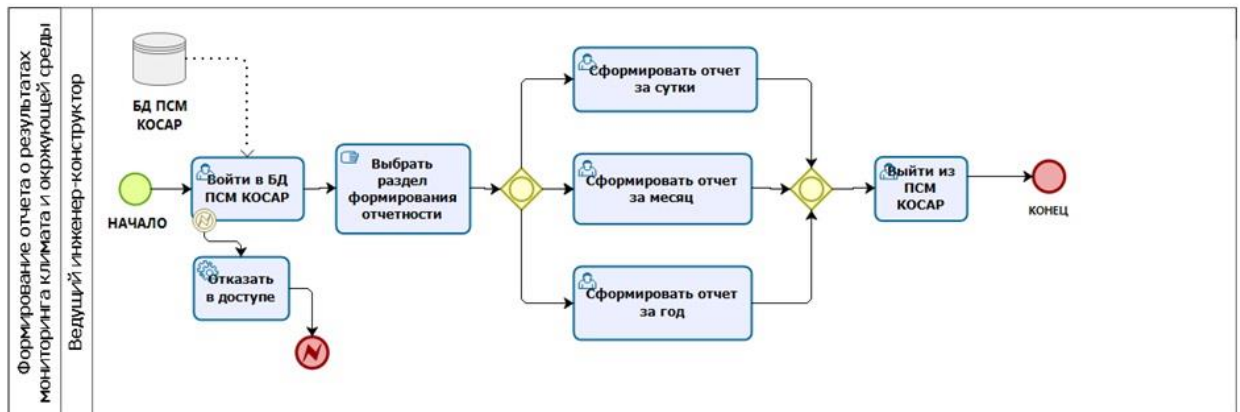 Формирование отчета о результатах
мониторинга климата и окружующей среды
Ведущий инженер-конструктор
БД ПСМ
КОСАР
НАЧАЛО
Войти в БД
ПСМ КОСАР
Отказать
в доступе
Выбрать
раздел
формирования
отчетности
Сформировать отчет
за сутки
Сформировать отчет
за месяц
Сформировать отчет
за год
Выйти из
ПСМ
КОСАР
КОНЕЦ